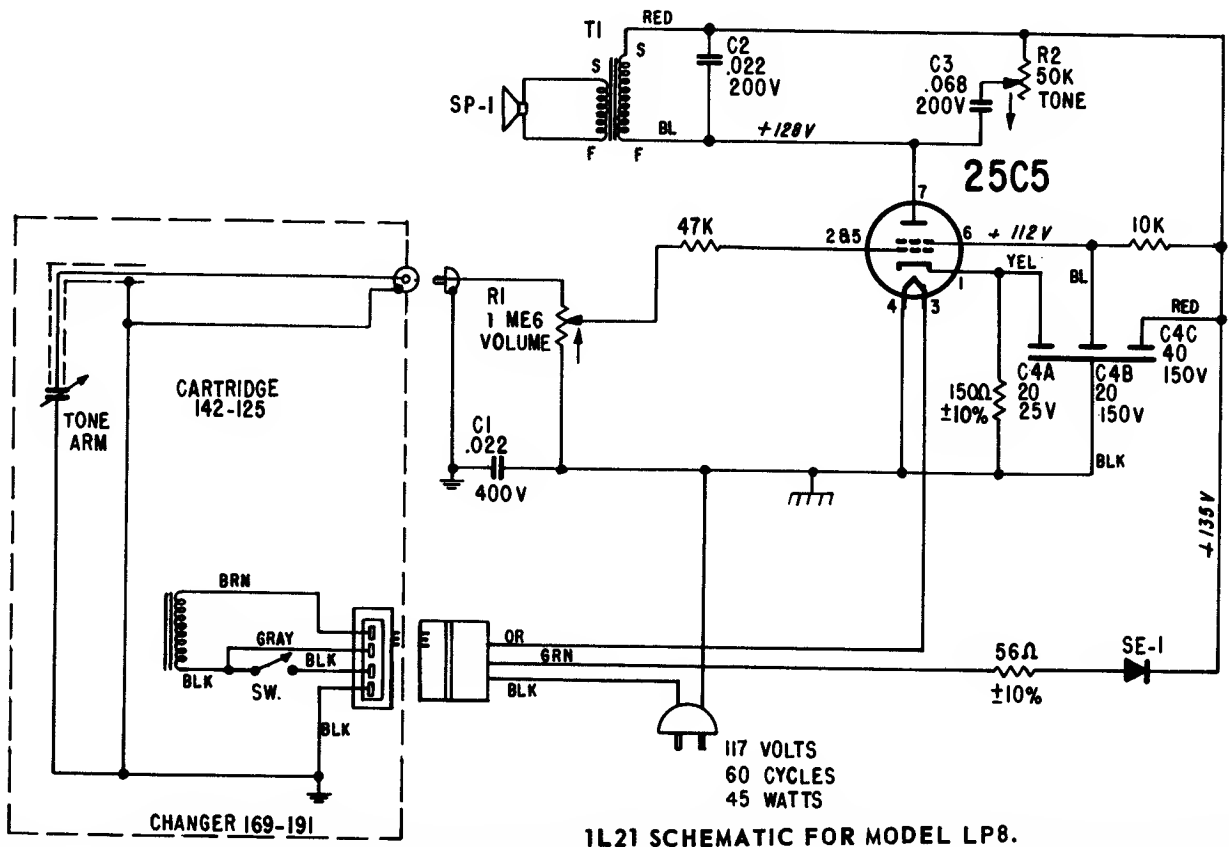 T1
RED
S
S
C2
.022
200V
C3
.068
200V
R2
50K
TONE
SP-1
F
F
BL
+128V
25C5
7
47K
2&5
6
+ 112V
10K
YEL
1
BL
4
3
RED
R1
1 MEG
VOLUME
C4C
40
150V
CARTRIDGE
142-125
TONE
ARM
150Ω
±10%
C4A
20
25V
C4B
20
150V
C1
.022
400V
BLK
+135V
BRN
GRAY
BLK
BLK
SW.
BLK
OR
GRN
BLK
56Ω
±10%
SE-1
117 VOLTS
60 CYCLES
45 WATTS
CHANGER 169-191
1L21 SCHEMATIC FOR MODEL LP8.